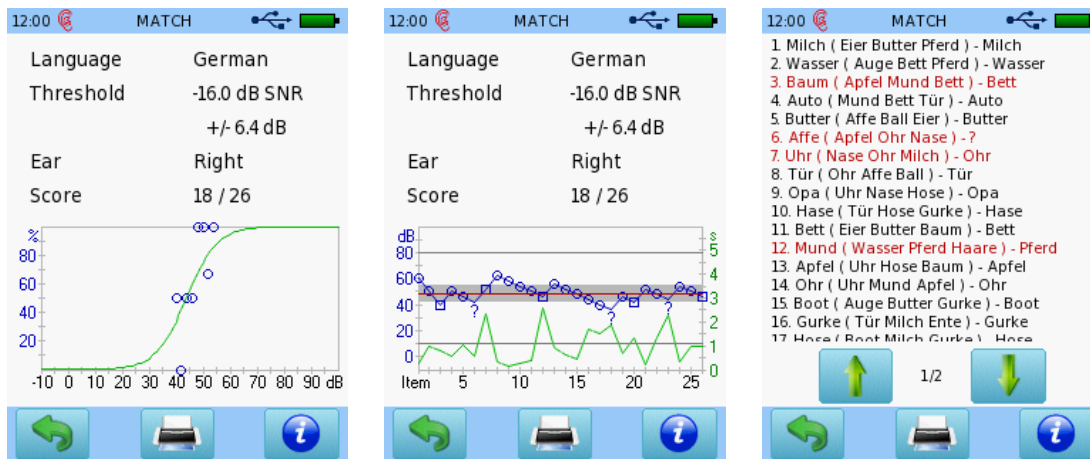 12:00 MATCH
Language German
Threshold -16.0 dB SNR
+/- 6.4 dB
Ear Right
Score 18 / 26
%
80
60
40
20
-10 0 10 20 30 40 50 60 70 80 90 dB
12:00 MATCH
Language German
Threshold -16.0 dB SNR
+/- 6.4 dB
Ear Right
Score 18 / 26
dB s
80 5
60 4
40 3
20 2
0 1
0
? ? ?
Item 5 10 15 20 25
12:00 MATCH
1. Milch ( Eier Butter Pferd ) - Milch
2. Wasser ( Auge Bett Pferd ) - Wasser
3. Baum ( Apfel Mund Bett ) - Bett
4. Auto ( Mund Bett Tür ) - Auto
5. Butter ( Affe Ball Eier ) - Butter
6. Affe ( Apfel Ohr Nase ) - ?
7. Uhr ( Nase Ohr Milch ) - Ohr
8. Tür ( Ohr Affe Ball ) - Tür
9. Opa ( Uhr Nase Hose ) - Opa
10. Hase ( Tür Hose Gurke ) - Hase
11. Bett ( Eier Butter Baum ) - Bett
12. Mund ( Wasser Pferd Haare ) - Pferd
13. Apfel ( Uhr Hose Baum ) - Apfel
14. Ohr ( Uhr Mund Apfel ) - Ohr
15. Boot ( Auge Butter Gurke ) - Boot
16. Gurke ( Tür Milch Ente ) - Gurke
17. Hose ( Boot Milch Gurke ) - Hose
1/2
i
i
i